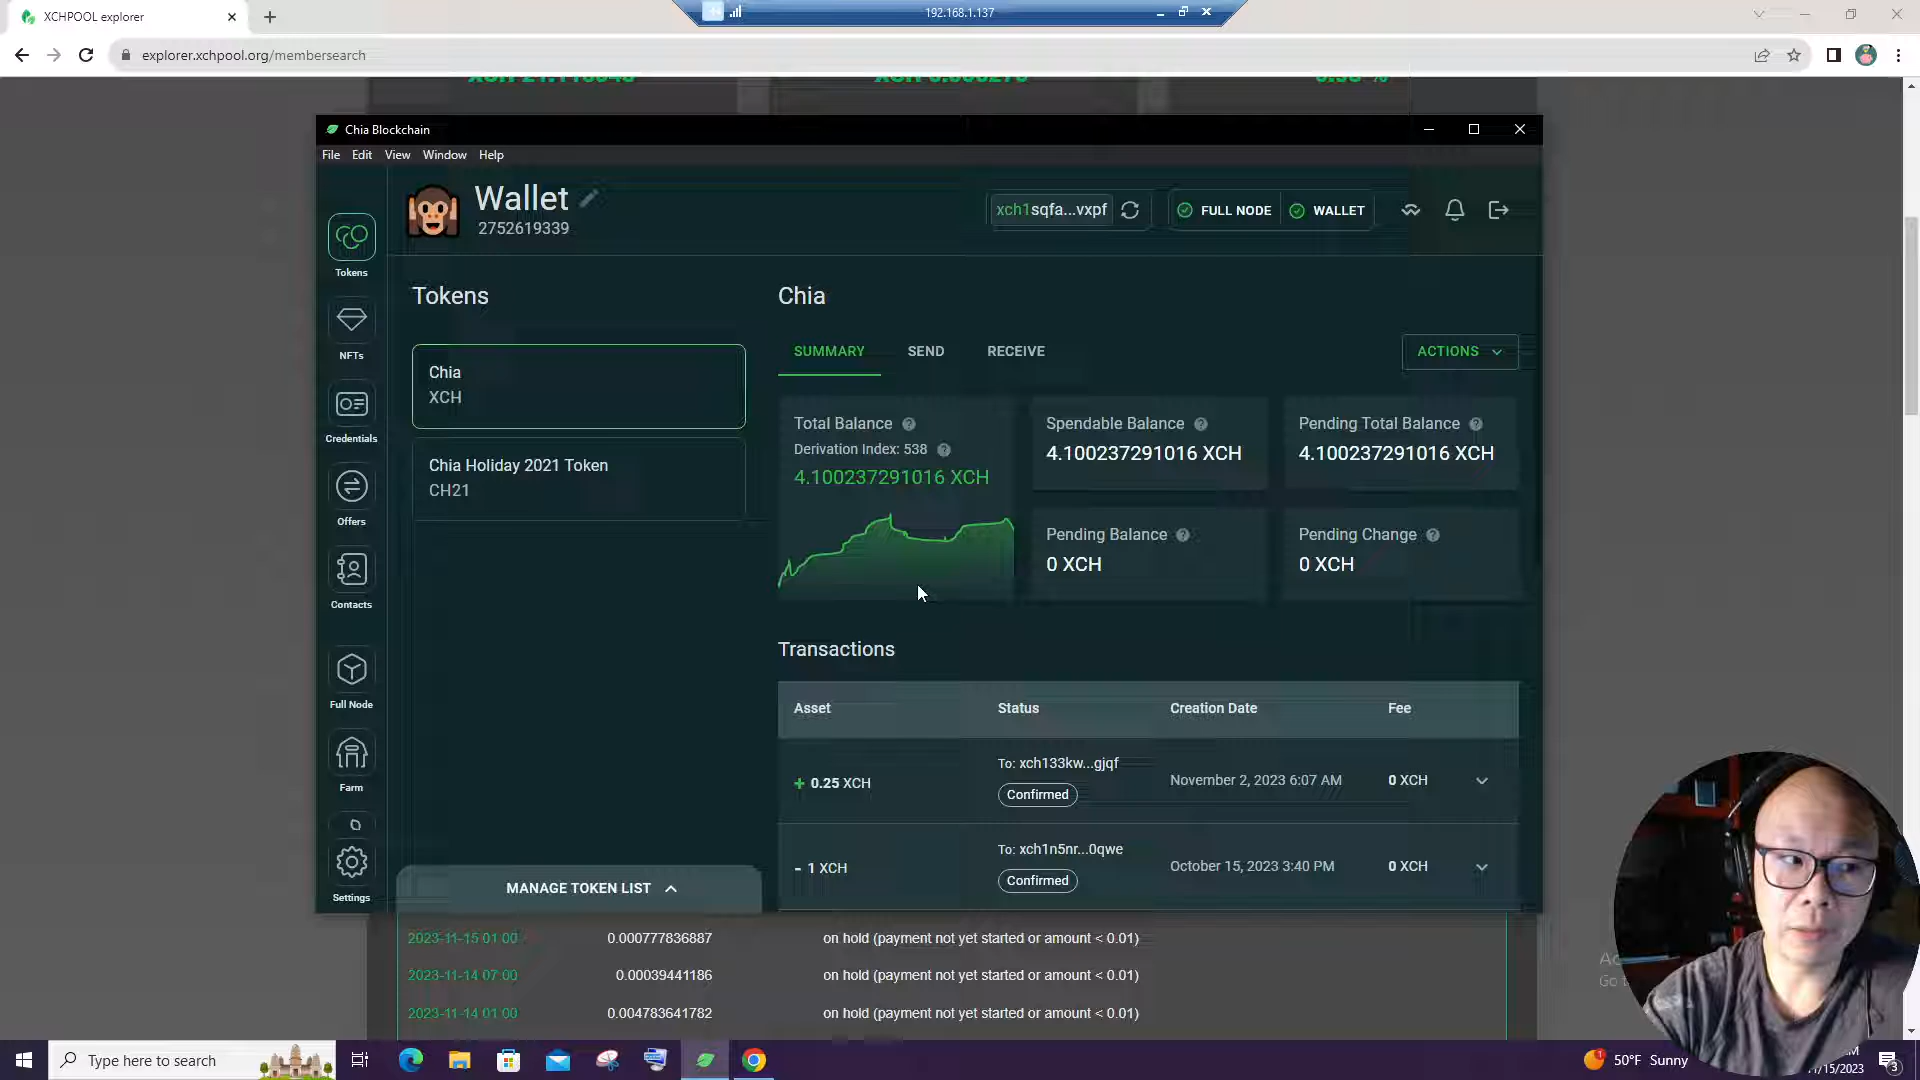 XCHPOOL explorer
192.168.1.137
explorer.xchpool.org/membersearch
Chia Blockchain
File Edit View Window Help
Wallet
2752619339
xch1sqfa...vxpf
FULL NODE
WALLET
Tokens
NFTs
Credentials
Offers
Contacts
Full Node
Farm
Settings
Tokens
Chia
XCH
Chia Holiday 2021 Token
CH21
MANAGE TOKEN LIST
Chia
SUMMARY SEND RECEIVE
ACTIONS
Total Balance
Derivation Index: 538
4.100237291016 XCH
Spendable Balance
4.100237291016 XCH
Pending Total Balance
4.100237291016 XCH
Pending Balance
0 XCH
Pending Change
0 XCH
Transactions
Asset Status Creation Date Fee
+ 0.25 XCH
To: xch133kw...gjqf
Confirmed
November 2, 2023 6:07 AM
0 XCH
- 1 XCH
To: xch1n5nr...0qwe
Confirmed
October 15, 2023 3:40 PM
0 XCH
2023-11-15 01:00 0.000777836887 on hold (payment not yet started or amount < 0.01)
2023-11-14 07:00 0.00039441186 on hold (payment not yet started or amount < 0.01)
2023-11-14 01:00 0.004783641782 on hold (payment not yet started or amount < 0.01)
Type here to search
1
50°F Sunny
/15/2023
3